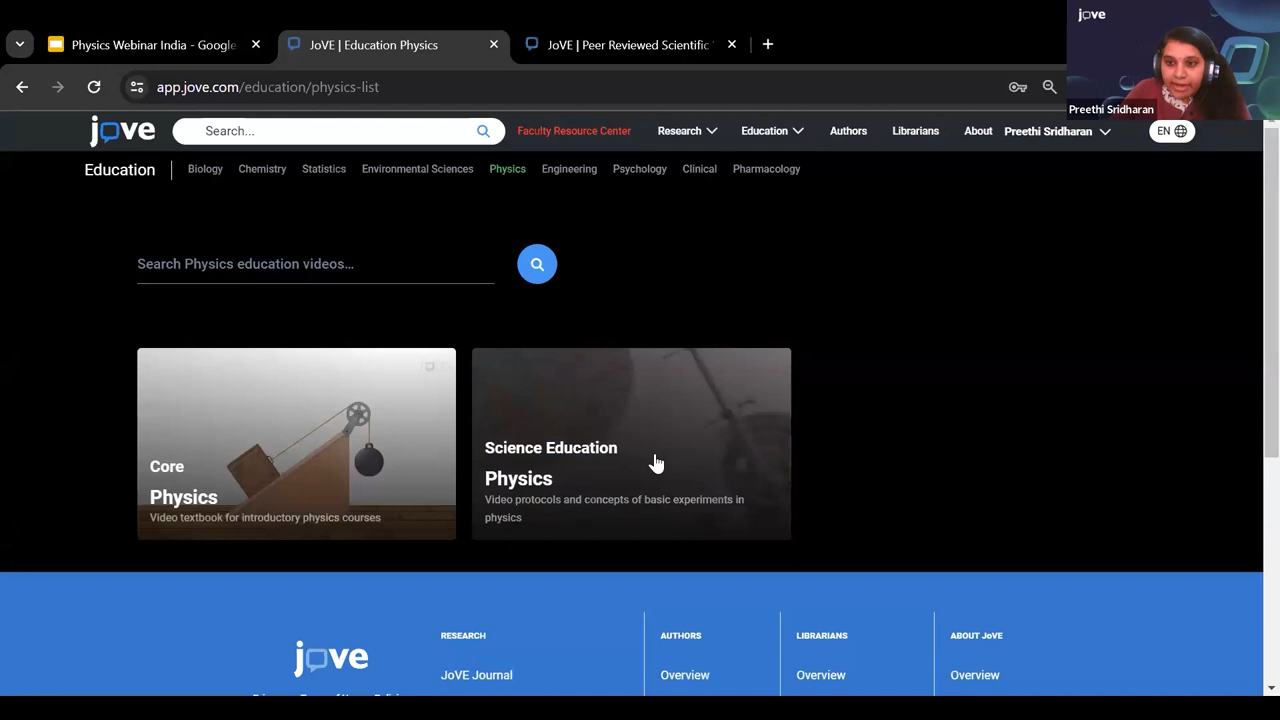 Physics Webinar India - Google
JoVE | Education Physics
JoVE | Peer Reviewed Scientific
jove
Preethi Sridharan
app.jove.com/education/physics-list
jove
Search...
Faculty Resource Center
Research
Education
Authors
Librarians
About
Preethi Sridharan
EN
Education
Biology
Chemistry
Statistics
Environmental Sciences
Physics
Engineering
Psychology
Clinical
Pharmacology
Search Physics education videos...
Core
Physics
Video textbook for introductory physics courses
Science Education
Physics
Video protocols and concepts of basic experiments in
physics
jove
RESEARCH
AUTHORS
LIBRARIANS
ABOUT JoVE
JoVE Journal
Overview
Overview
Overview